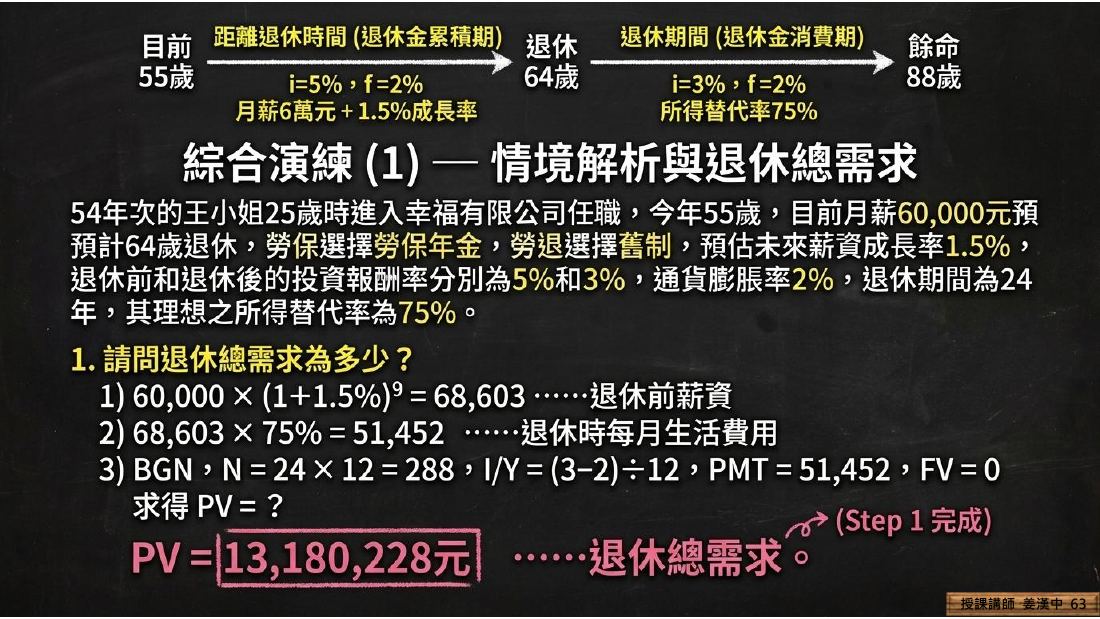 目前
55歲
距離退休時間 (退休金累積期)
i=5%，f =2%
月薪6萬元 + 1.5%成長率
退休
64歲
退休期間 (退休金消費期)
i=3%，f =2%
所得替代率75%
餘命
88歲
綜合演練 (1) — 情境解析與退休總需求
54年次的王小姐25歲時進入幸福有限公司任職，今年55歲，目前月薪60,000元預
預計64歲退休，勞保選擇勞保年金，勞退選擇舊制，預估未來薪資成長率1.5%，
退休前和退休後的投資報酬率分別為5%和3%，通貨膨脹率2%，退休期間為24
年，其理想之所得替代率為75%。
1. 請問退休總需求為多少？
1) 60,000 × (1+1.5%)⁹ = 68,603 ……退休前薪資
2) 68,603 × 75% = 51,452 ……退休時每月生活費用
3) BGN，N = 24 × 12 = 288，I/Y = (3−2)÷12，PMT = 51,452，FV = 0
求得 PV = ？
(Step 1 完成)
PV = 13,180,228元 ……退休總需求。
授課講師 姜漢中 63